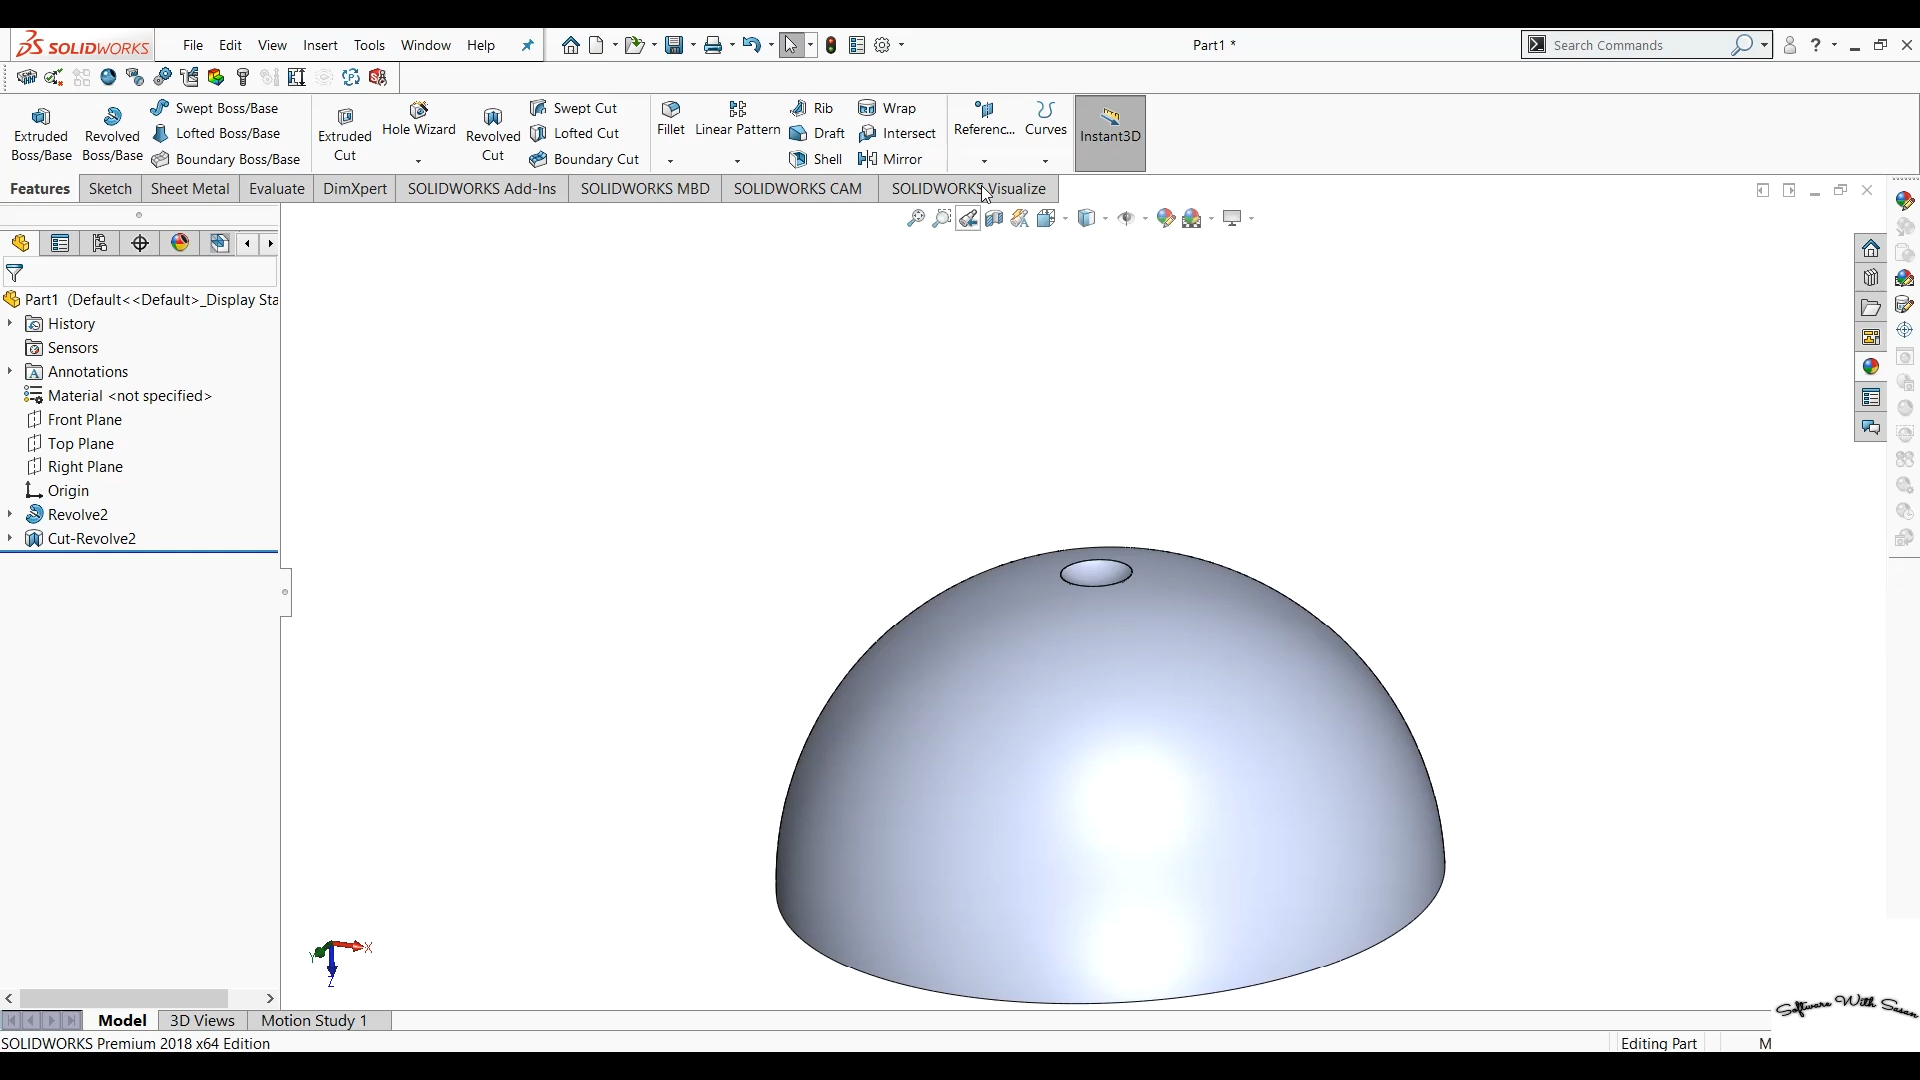 SOLIDWORKS File Edit View Insert Tools Window Help Part1 * Search Commands ?
Extruded Boss/Base
Revolved Boss/Base
Swept Boss/Base
Lofted Boss/Base
Boundary Boss/Base
Extruded Cut
Hole Wizard
Revolved Cut
Swept Cut
Lofted Cut
Boundary Cut
Fillet
Linear Pattern
Rib
Draft
Shell
Wrap
Intersect
Mirror
Referenc...
Curves
Instant3D
Features Sketch Sheet Metal Evaluate DimXpert SOLIDWORKS Add-Ins SOLIDWORKS MBD SOLIDWORKS CAM SOLIDWORKS Visualize
Part1 (Default<<Default>_Display Sta
History
Sensors
Annotations
Material <not specified>
Front Plane
Top Plane
Right Plane
Origin
Revolve2
Cut-Revolve2
X
Y
Z
Software With Sasan
Model 3D Views Motion Study 1
SOLIDWORKS Premium 2018 x64 Edition Editing Part M